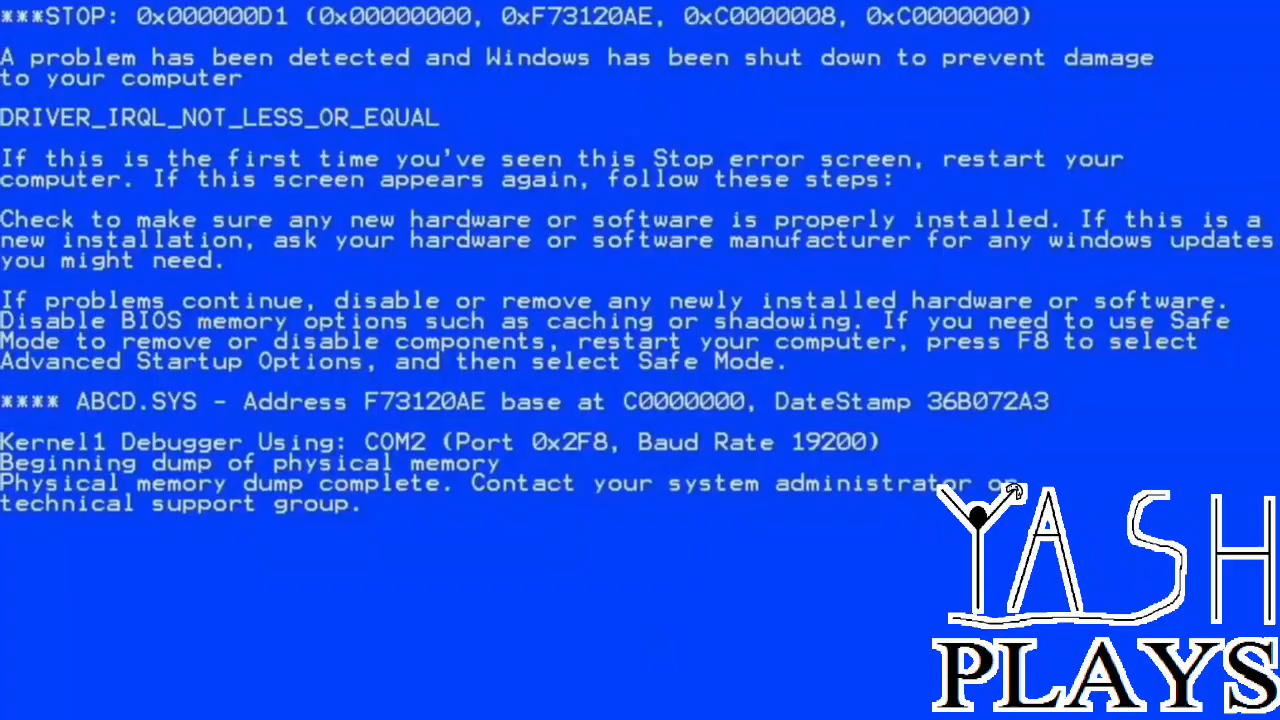 ***STOP: 0x000000D1 (0x00000000, 0xF73120AE, 0xC0000008, 0xC0000000)
A problem has been detected and Windows has been shut down to prevent damage
to your computer
DRIVER_IRQL_NOT_LESS_OR_EQUAL
If this is the first time you've seen this Stop error screen, restart your
computer. If this screen appears again, follow these steps:
Check to make sure any new hardware or software is properly installed. If this is a
new installation, ask your hardware or software manufacturer for any windows updates
you might need.
If problems continue, disable or remove any newly installed hardware or software.
Disable BIOS memory options such as caching or shadowing. If you need to use Safe
Mode to remove or disable components, restart your computer, press F8 to select
Advanced Startup Options, and then select Safe Mode.
**** ABCD.SYS - Address F73120AE base at C0000000, DateStamp 36B072A3
Kernel1 Debugger Using: COM2 (Port 0x2F8, Baud Rate 19200)
Beginning dump of physical memory
Physical memory dump complete. Contact your system administrator or
technical support group.
YASH
PLAYS